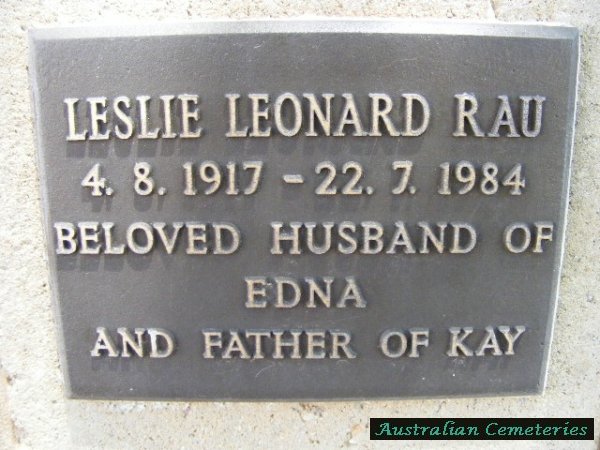 LESLIE LEONARD RAU
4. 8. 1917 - 22. 7. 1984
BELOVED HUSBAND OF
EDNA
AND FATHER OF KAY
Australian Cemeteries